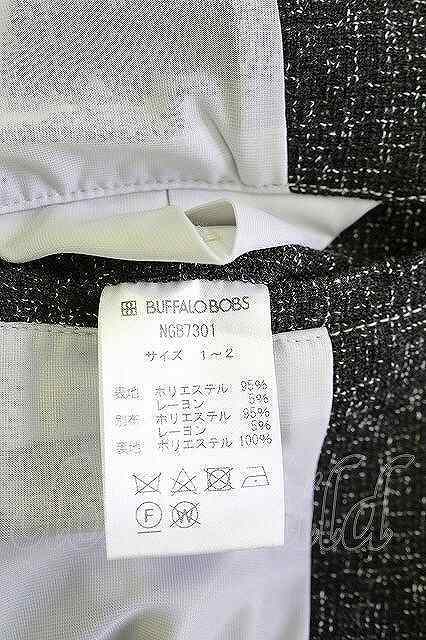 BUFFALO BOBS
NGB7301
サイズ 1～2
表地 ポリエステル 95%
レーヨン 5%
別布 ポリエステル 95%
レーヨン 5%
裏地 ポリエステル 100%
F W
ld